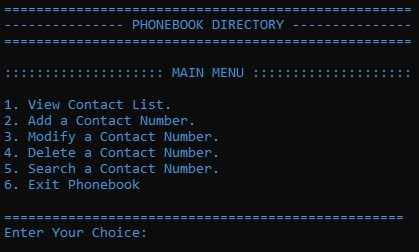 ===================================================
--------------- PHONEBOOK DIRECTORY ---------------
===================================================
:::::::::::::::::::: MAIN MENU ::::::::::::::::::::
1. View Contact List.
2. Add a Contact Number.
3. Modify a Contact Number.
4. Delete a Contact Number.
5. Search a Contact Number.
6. Exit Phonebook
==================================================
Enter Your Choice: